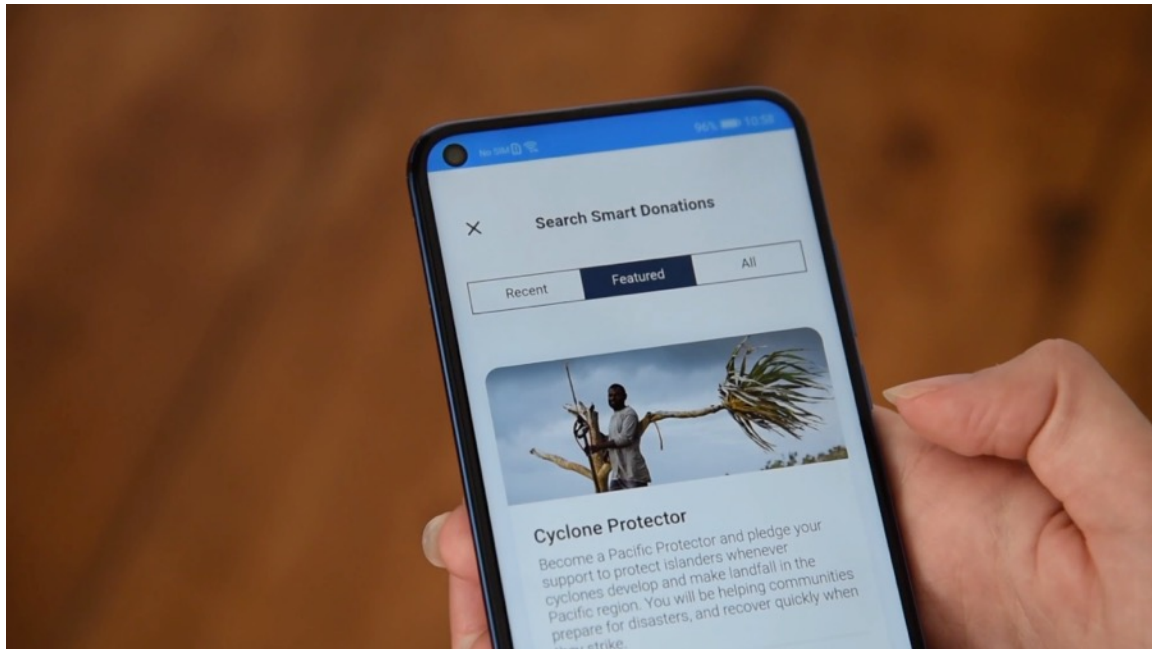 No SIM
96% 10:58
Search Smart Donations
Recent
Featured
All
Cyclone Protector
Become a Pacific Protector and pledge your
support to protect islanders whenever
cyclones develop and make landfall in the
Pacific region. You will be helping communities
prepare for disasters, and recover quickly when
they strike.